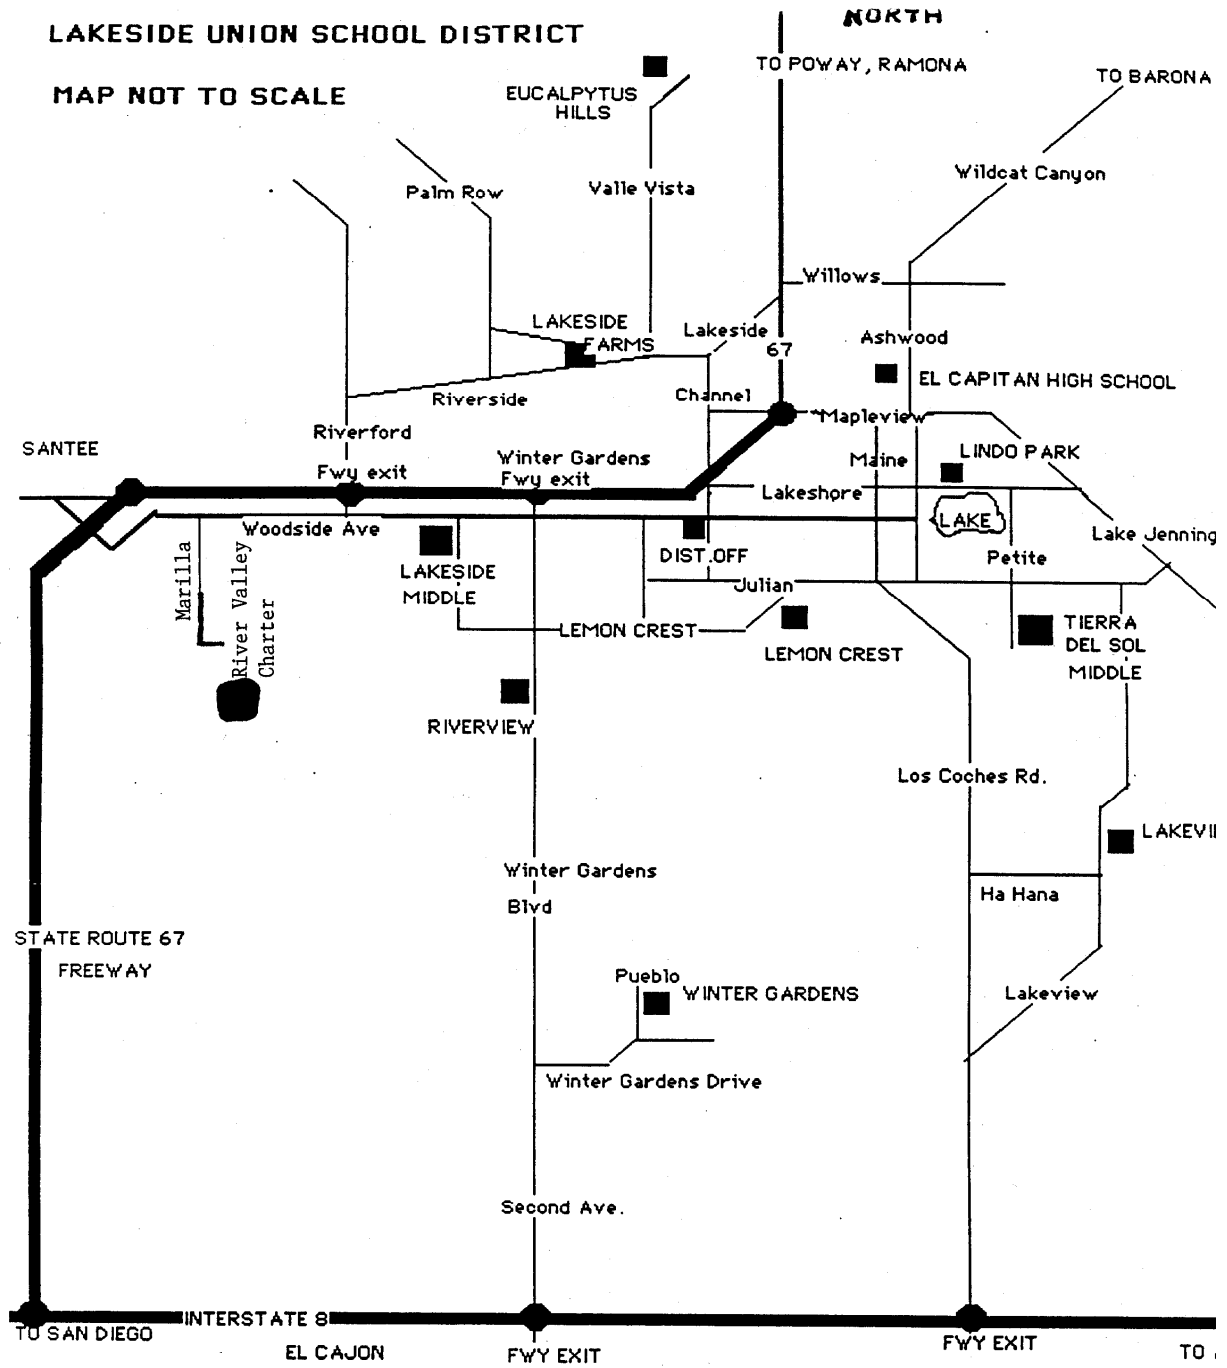 NORTH
LAKESIDE UNION SCHOOL DISTRICT
TO POWAY, RAMONA
TO BARONA
MAP NOT TO SCALE
EUCALPYTUS
HILLS
Wildcat Canyon
Palm Row
Valle Vista
Willows
LAKESIDE
FARMS
Lakeside
67
Ashwood
EL CAPITAN HIGH SCHOOL
Riverside
Channel
Mapleview
Riverford
SANTEE
Winter Gardens
Fwy exit
Fwy exit
Maine
LINDO PARK
Lakeshore
LAKE
Woodside Ave
Lake Jenning
DIST.OFF
Petite
Marilla
River Valley
Charter
LAKESIDE
MIDDLE
Julian
LEMON CREST
LEMON CREST
TIERRA
DEL SOL
MIDDLE
RIVERVIEW
Los Coches Rd.
LAKEVI
Winter Gardens
Blvd
Ha Hana
STATE ROUTE 67
FREEWAY
Pueblo
WINTER GARDENS
Lakeview
Winter Gardens Drive
Second Ave.
INTERSTATE 8
TO SAN DIEGO
EL CAJON
FWY EXIT
FWY EXIT
TO